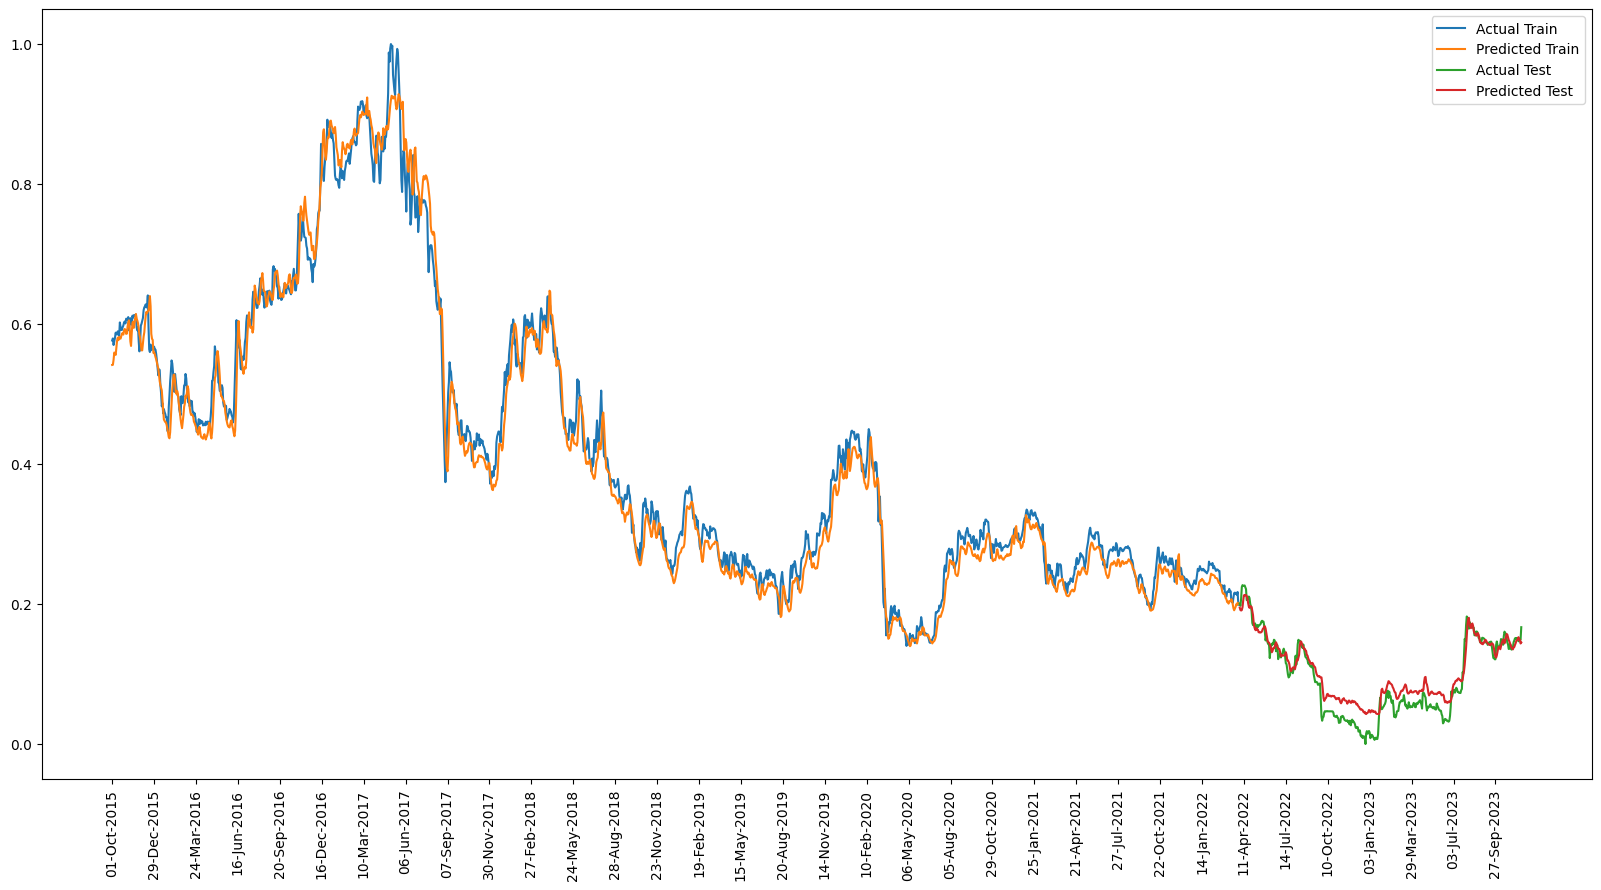 Actual Train
Predicted Train
Actual Test
Predicted Test
1.0
0.8
0.6
0.4
0.2
0.0
01-Oct-2015
29-Dec-2015
24-Mar-2016
16-Jun-2016
20-Sep-2016
16-Dec-2016
10-Mar-2017
06-Jun-2017
07-Sep-2017
30-Nov-2017
27-Feb-2018
24-May-2018
28-Aug-2018
23-Nov-2018
19-Feb-2019
15-May-2019
20-Aug-2019
14-Nov-2019
10-Feb-2020
06-May-2020
05-Aug-2020
29-Oct-2020
25-Jan-2021
21-Apr-2021
27-Jul-2021
22-Oct-2021
14-Jan-2022
11-Apr-2022
14-Jul-2022
10-Oct-2022
03-Jan-2023
29-Mar-2023
03-Jul-2023
27-Sep-2023